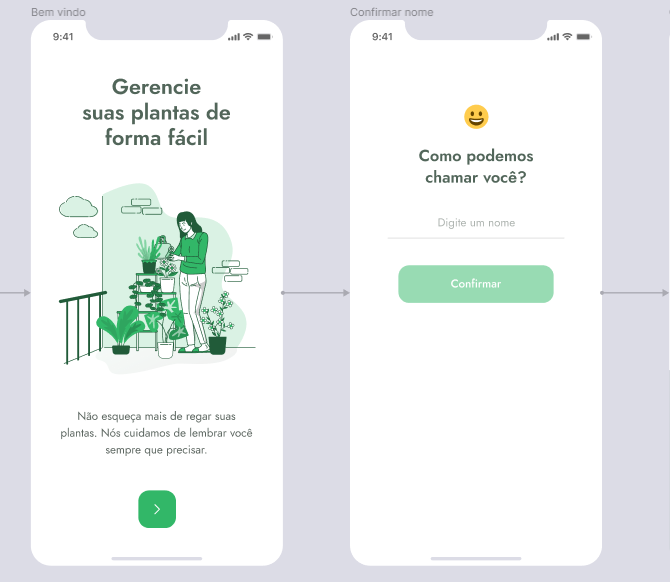 Bem vindo
9:41
Gerencie
suas plantas de
forma fácil
Não esqueça mais de regar suas
plantas. Nós cuidamos de lembrar você
sempre que precisar.
Confirmar nome
9:41
Como podemos
chamar você?
Digite um nome
Confirmar